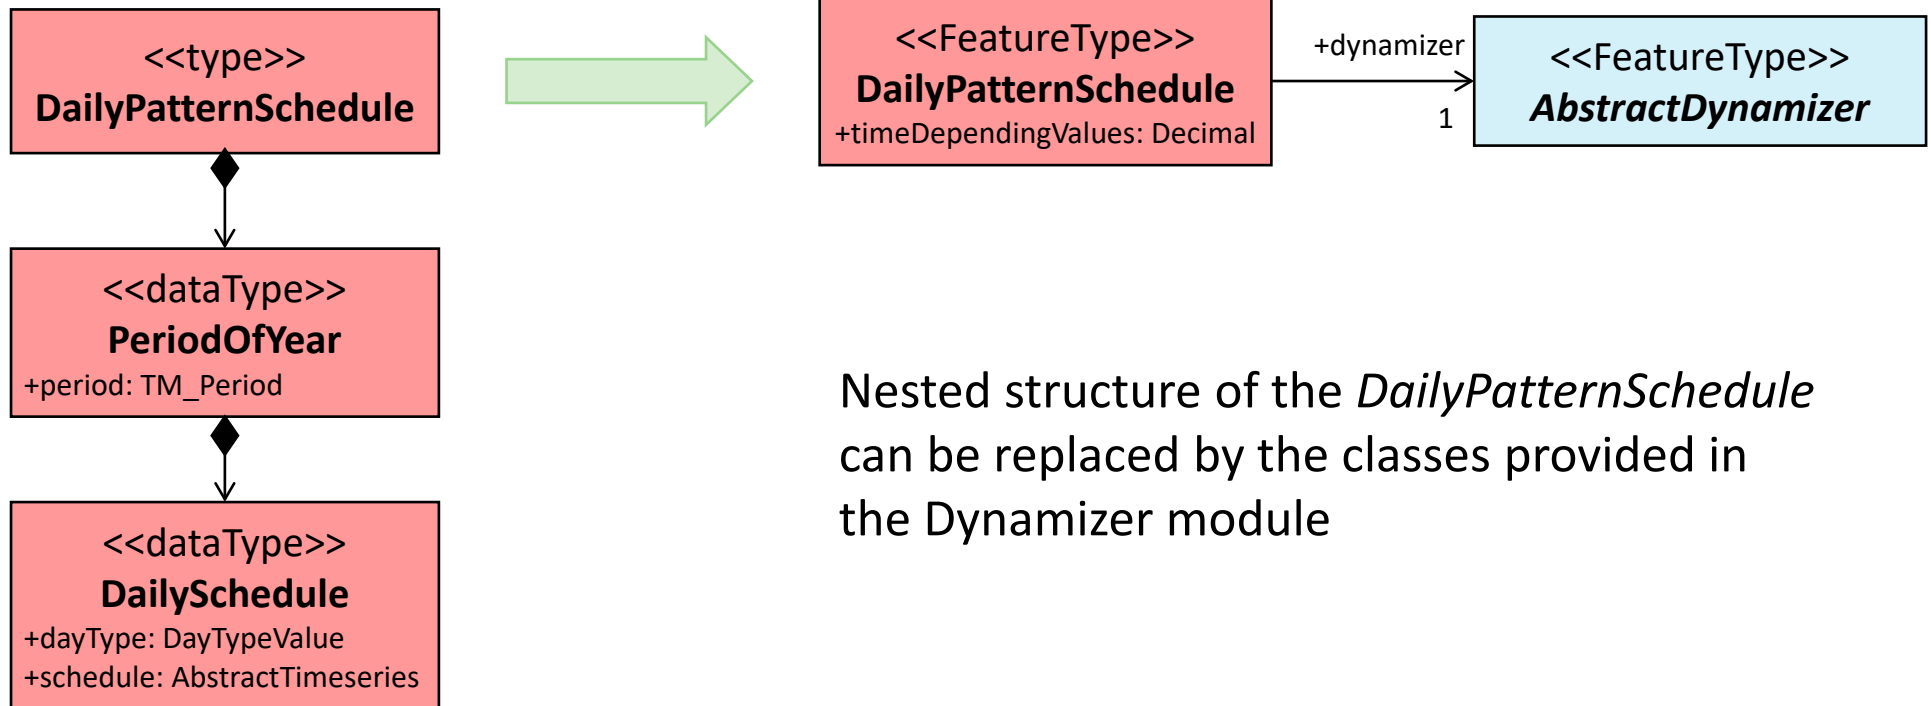 <<type>>
DailyPatternSchedule
<<dataType>>
PeriodOfYear
+period: TM_Period
<<dataType>>
DailySchedule
+dayType: DayTypeValue
+schedule: AbstractTimeseries
<<FeatureType>>
DailyPatternSchedule
+timeDependingValues: Decimal
+dynamizer
1
<<FeatureType>>
AbstractDynamizer
Nested structure of the DailyPatternSchedule
can be replaced by the classes provided in
the Dynamizer module